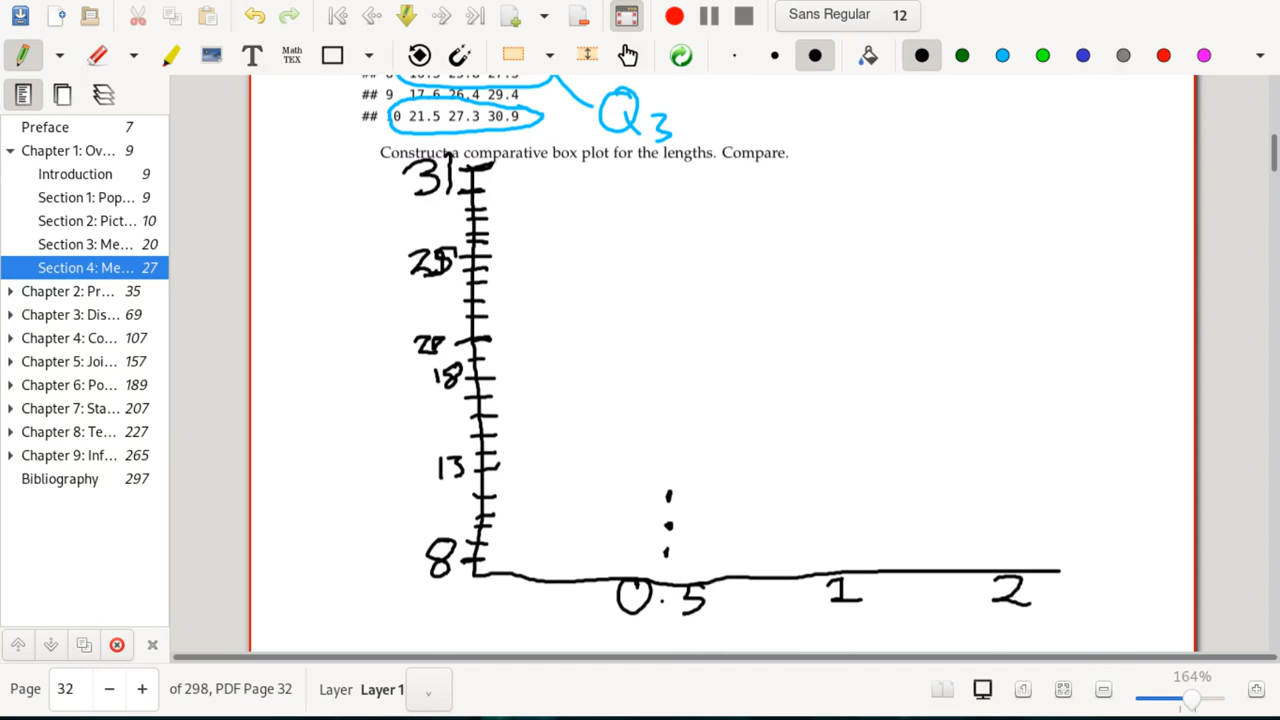 Sans Regular 12
T Math TEX
Preface 7
Chapter 1: Ov... 9
Introduction 9
Section 1: Pop... 9
Section 2: Pict... 10
Section 3: Me... 20
Section 4: Me... 27
Chapter 2: Pr... 35
Chapter 3: Dis... 69
Chapter 4: Co... 107
Chapter 5: Joi... 157
Chapter 6: Po... 189
Chapter 7: Sta... 207
Chapter 8: Te... 227
Chapter 9: Inf... 265
Bibliography 297
## 9 17.6 26.4 29.4
## 10 21.5 27.3 30.9
Q3
Construct a comparative box plot for the lengths. Compare.
31
25
18
13
8
0.5 1 2
Page 32 of 298, PDF Page 32 Layer Layer 1 164%